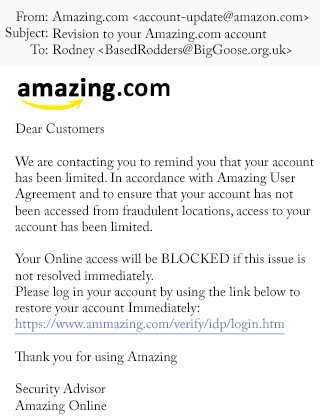 From: Amazing.com <account-update@amazon.com>
Subject: Revision to your Amazing.com account
To: Rodney <BasedRodders@BigGoose.org.uk>
amazing.com
Dear Customers
We are contacting you to remind you that your account
has been limited. In accordance with Amazing User
Agreement and to ensure that your account has not
been accessed from fraudulent locations, access to your
account has been limited.
Your Online access will be BLOCKED if this issue is
not resolved immediately.
Please log in your account by using the link below to
restore your account Immediately:
https://www.ammazing.com/verify/idp/login.htm
Thank you for using Amazing
Security Advisor
Amazing Online